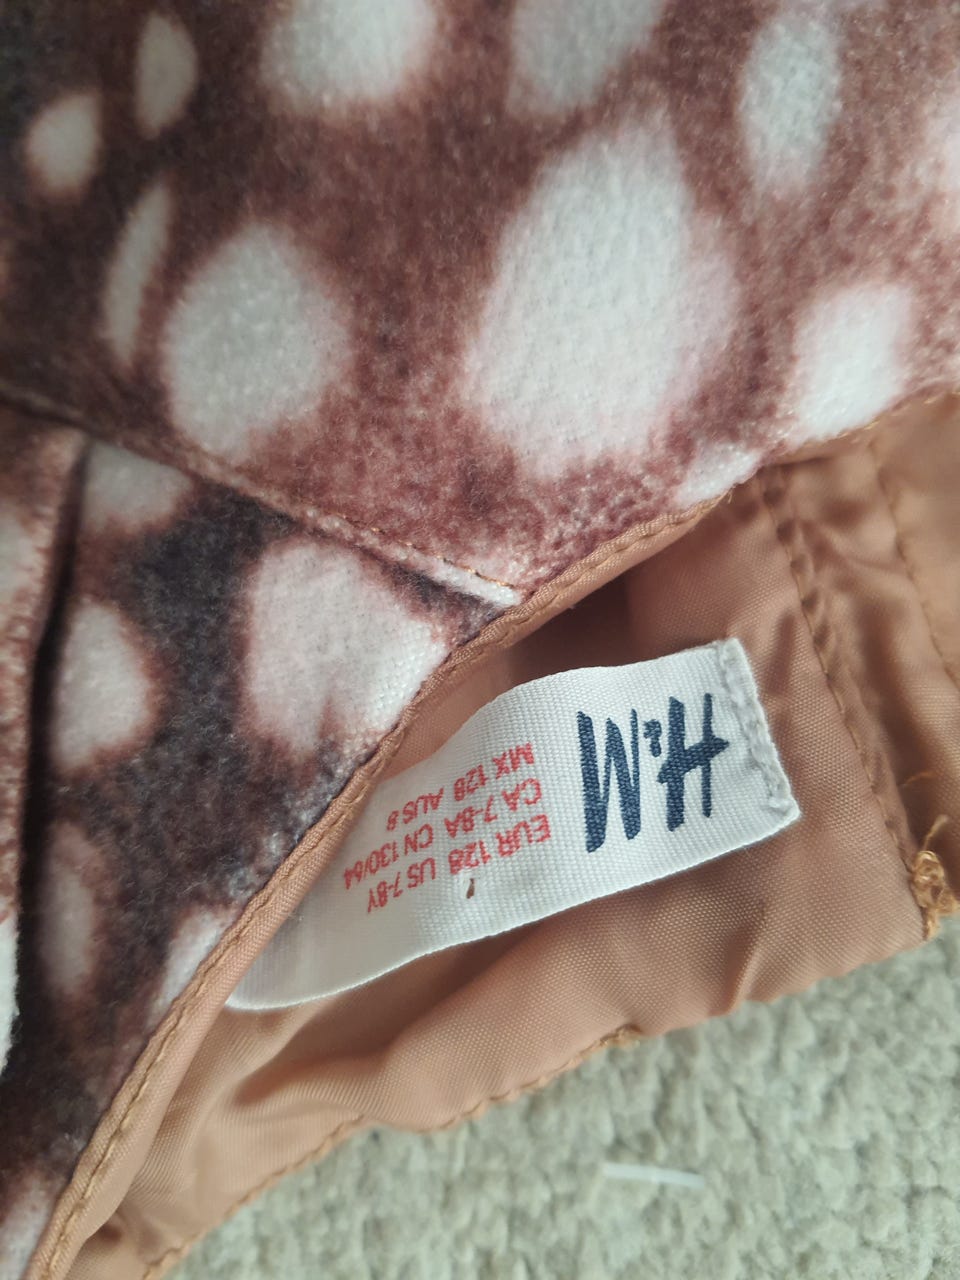 H&M
EUR 128 US 7-8Y
CA 7-8A CN 130/64
MX 128 AUS 8